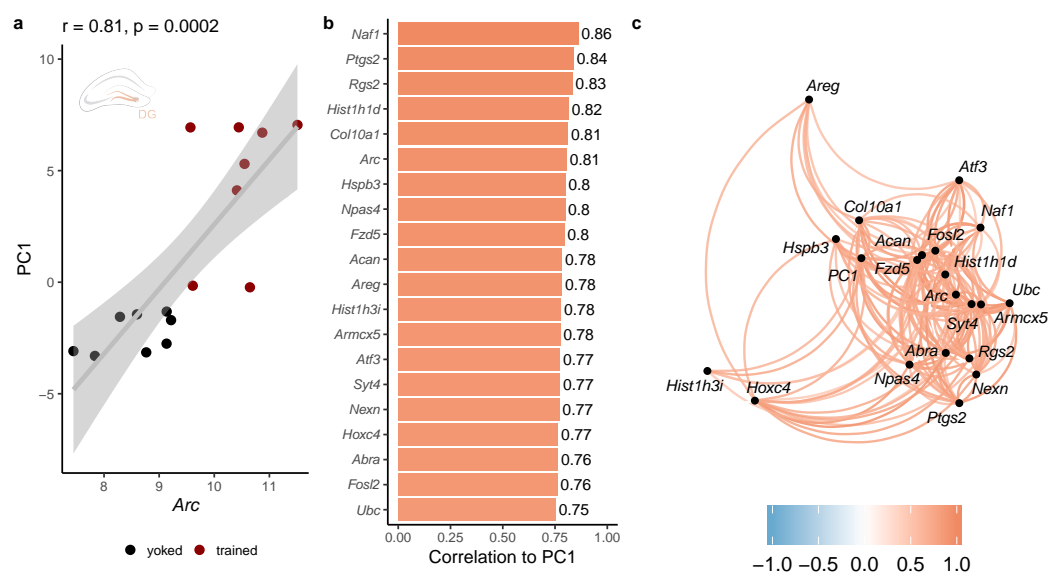 a
r = 0.81, p = 0.0002
10
5
0
−5
PC1
DG
8
9
10
11
Arc
yoked
trained
b
Naf1
0.86
Ptgs2
0.84
Rgs2
0.83
Hist1h1d
0.82
Col10a1
0.81
Arc
0.81
Hspb3
0.8
Npas4
0.8
Fzd5
0.8
Acan
0.78
Areg
0.78
Hist1h3i
0.78
Armcx5
0.78
Atf3
0.77
Syt4
0.77
Nexn
0.77
Hoxc4
0.77
Abra
0.76
Fosl2
0.76
Ubc
0.75
0.00
0.25
0.50
0.75
1.00
Correlation to PC1
c
Areg
Atf3
Col10a1
Naf1
Hspb3
Acan
Fosl2
PC1
Fzd5
Hist1h1d
Arc
Ubc
Syt4
Armcx5
Abra
Rgs2
Hist1h3i
Hoxc4
Npas4
Nexn
Ptgs2
−1.0
−0.5
0.0
0.5
1.0